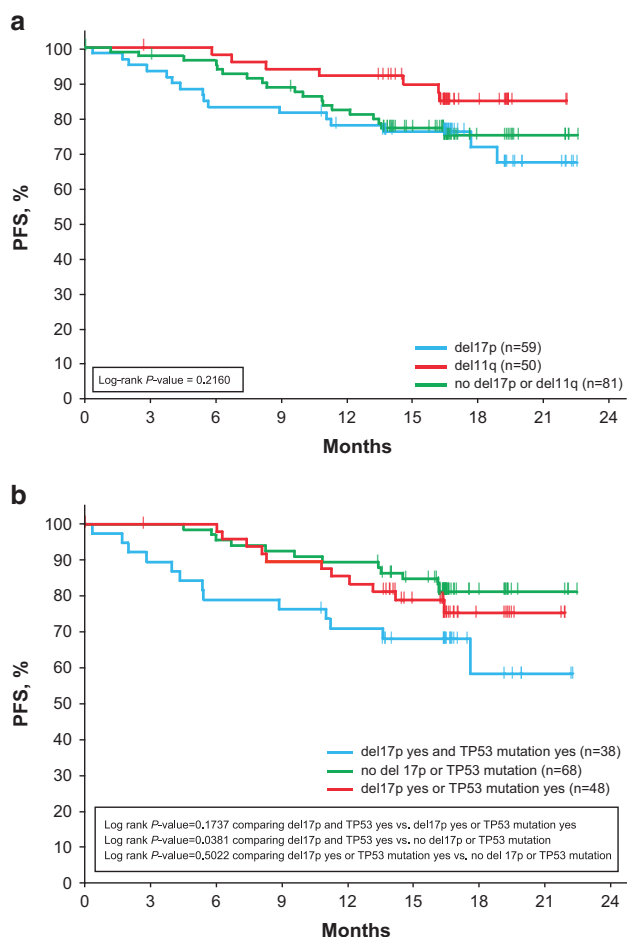 a
100
90
80
70
60
50
40
30
20
10
0
PFS, %
del17p (n=59)
del11q (n=50)
no del17p or del11q (n=81)
Log-rank P-value = 0.2160
0 3 6 9 12 15 18 21 24
Months
b
100
90
80
70
60
50
40
30
20
10
0
PFS, %
del17p yes and TP53 mutation yes (n=38)
no del 17p or TP53 mutation (n=68)
del17p yes or TP53 mutation yes (n=48)
Log rank P-value=0.1737 comparing del17p and TP53 yes vs. del17p yes or TP53 mutation yes
Log rank P-value=0.0381 comparing del17p and TP53 yes vs. no del17p or TP53 mutation
Log rank P-value=0.5022 comparing del17p yes or TP53 mutation yes vs. no del 17p or TP53 mutation
0 3 6 9 12 15 18 21 24
Months